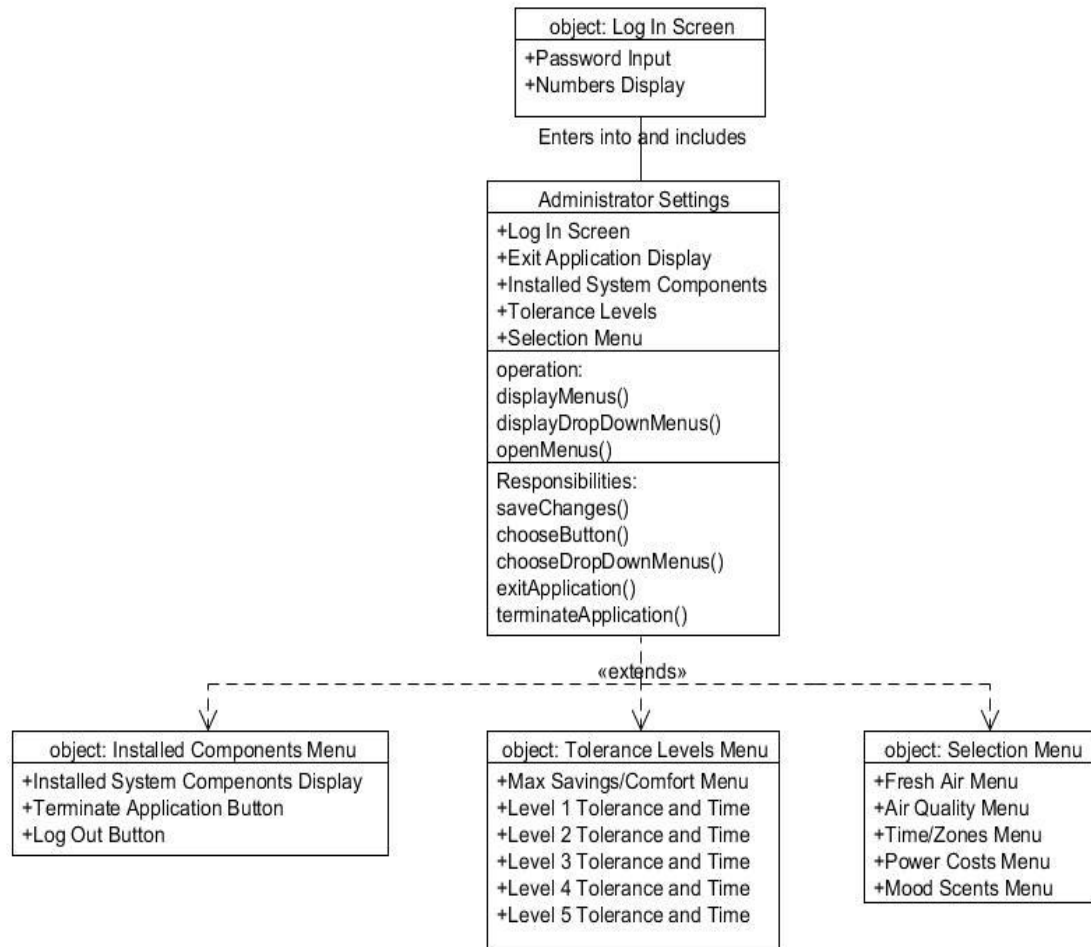 object: Log In Screen
+Password Input
+Numbers Display
Enters into and includes
Administrator Settings
+Log In Screen
+Exit Application Display
+Installed System Components
+Tolerance Levels
+Selection Menu
operation:
displayMenus()
displayDropDownMenus()
openMenus()
Responsibilities:
saveChanges()
chooseButton()
chooseDropDownMenus()
exitApplication()
terminateApplication()
«extends»
object: Installed Components Menu
+Installed System Compenonts Display
+Terminate Application Button
+Log Out Button
object: Tolerance Levels Menu
+Max Savings/Comfort Menu
+Level 1 Tolerance and Time
+Level 2 Tolerance and Time
+Level 3 Tolerance and Time
+Level 4 Tolerance and Time
+Level 5 Tolerance and Time
object: Selection Menu
+Fresh Air Menu
+Air Quality Menu
+Time/Zones Menu
+Power Costs Menu
+Mood Scents Menu